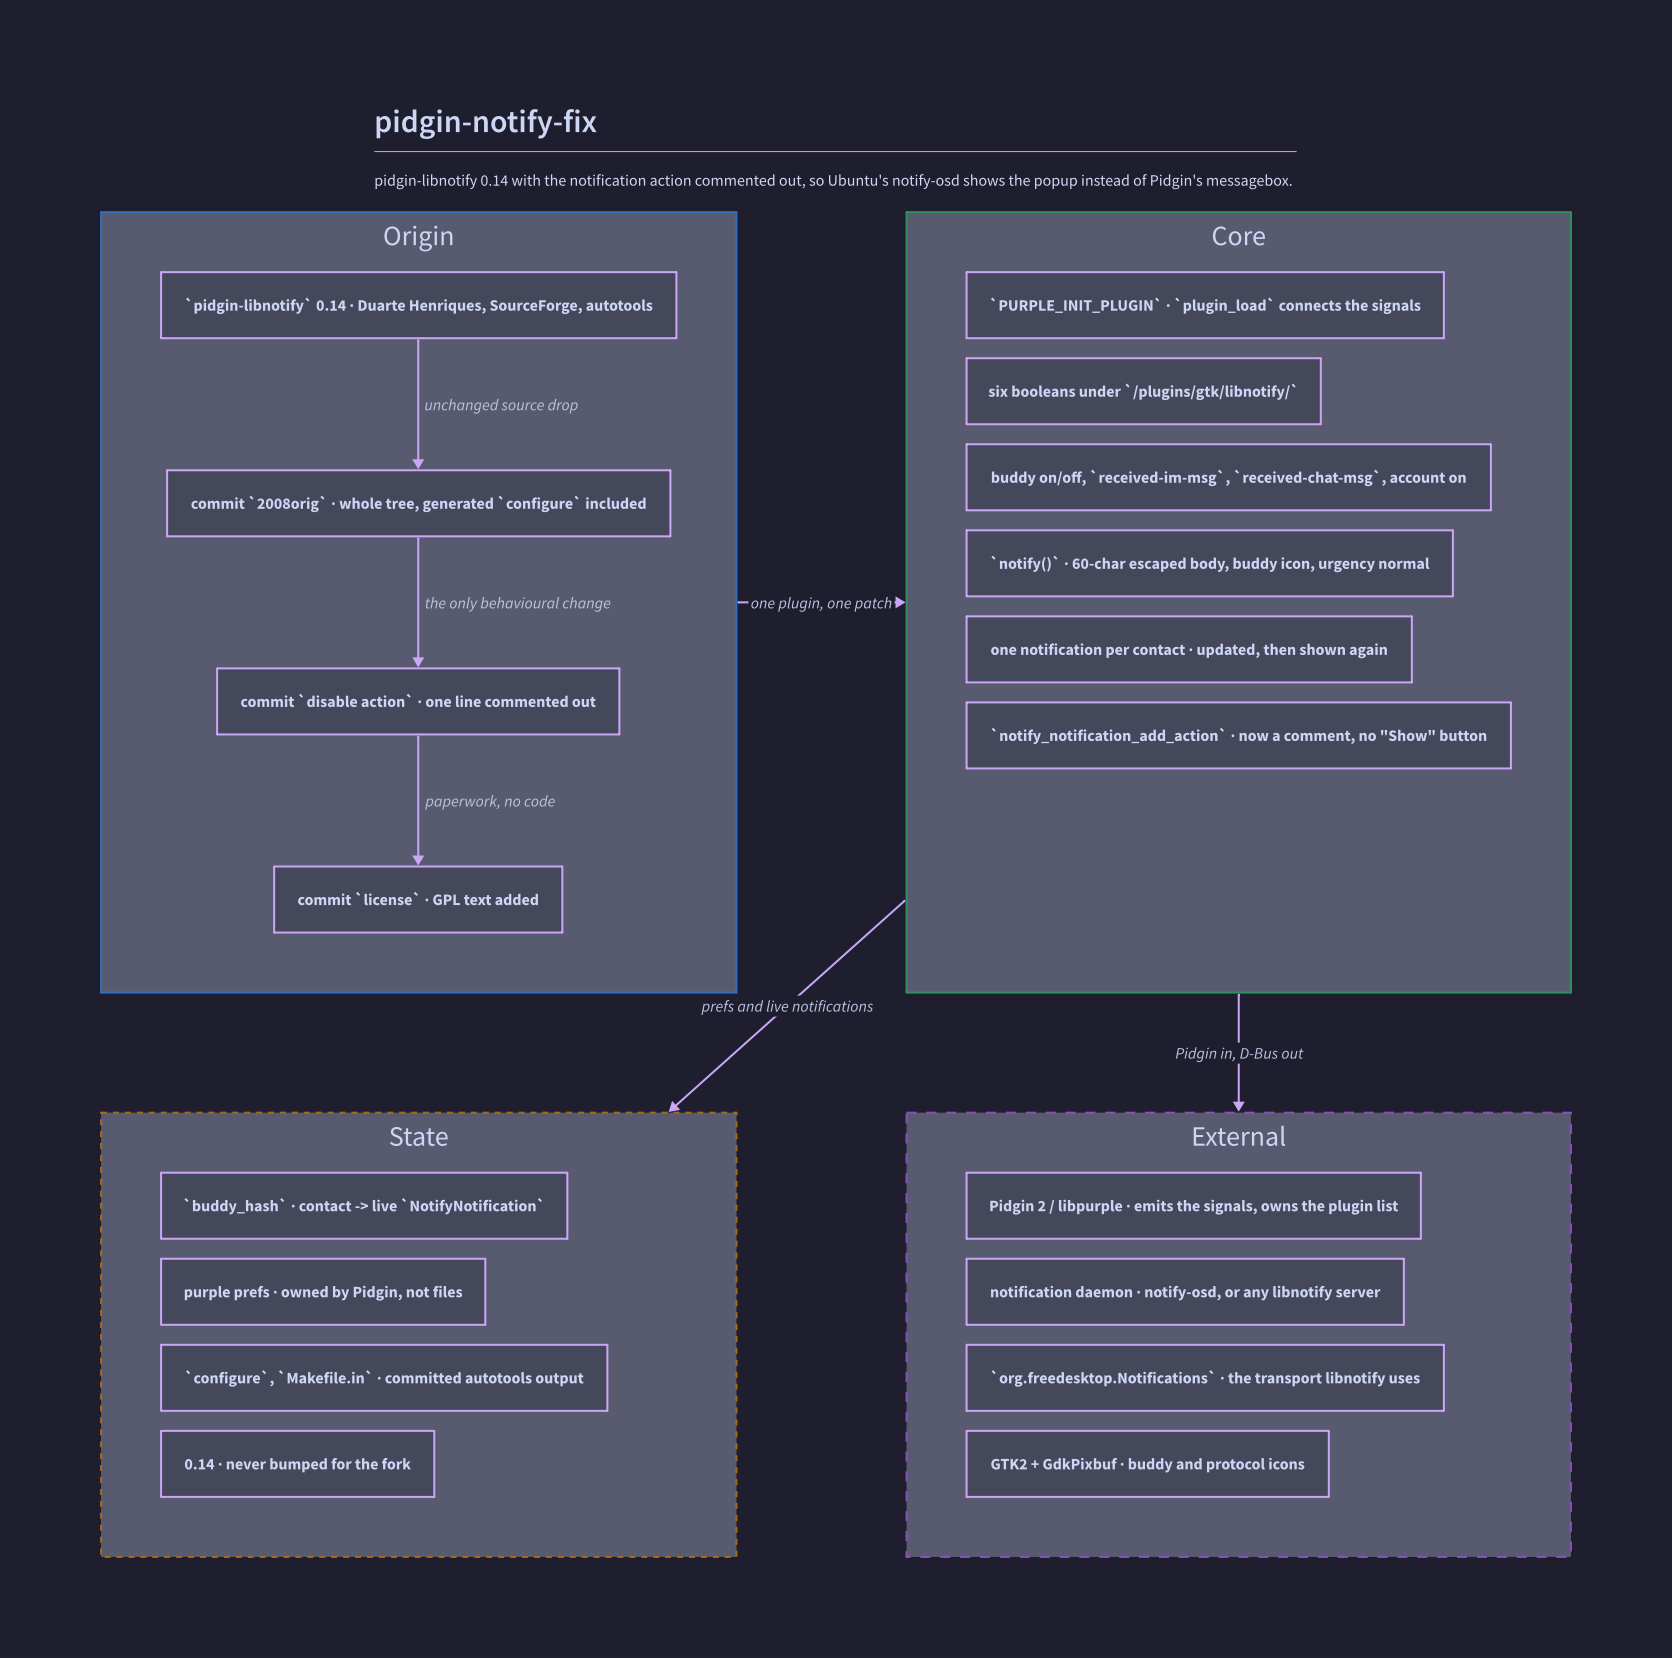 pidgin-notify-fix
pidgin-libnotify 0.14 with the notification action commented out, so Ubuntu's notify-osd shows the popup instead of Pidgin's messagebox.
Origin
`pidgin-libnotify` 0.14 · Duarte Henriques, SourceForge, autotools
unchanged source drop
commit `2008orig` · whole tree, generated `configure` included
the only behavioural change
commit `disable action` · one line commented out
paperwork, no code
commit `license` · GPL text added
one plugin, one patch
Core
`PURPLE_INIT_PLUGIN` · `plugin_load` connects the signals
six booleans under `/plugins/gtk/libnotify/`
buddy on/off, `received-im-msg`, `received-chat-msg`, account on
`notify()` · 60-char escaped body, buddy icon, urgency normal
one notification per contact · updated, then shown again
`notify_notification_add_action` · now a comment, no "Show" button
prefs and live notifications
Pidgin in, D-Bus out
State
`buddy_hash` · contact -> live `NotifyNotification`
purple prefs · owned by Pidgin, not files
`configure`, `Makefile.in` · committed autotools output
0.14 · never bumped for the fork
External
Pidgin 2 / libpurple · emits the signals, owns the plugin list
notification daemon · notify-osd, or any libnotify server
`org.freedesktop.Notifications` · the transport libnotify uses
GTK2 + GdkPixbuf · buddy and protocol icons